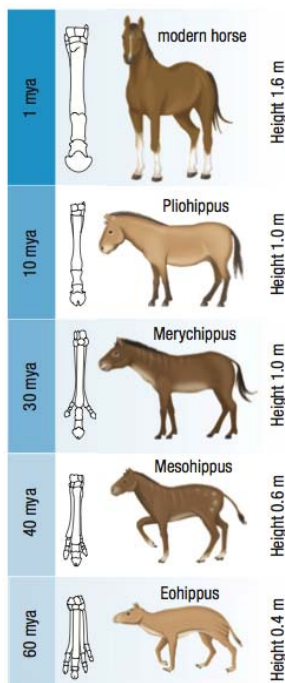 1 mya
modern horse
Height 1.6 m
10 mya
Pliohippus
Height 1.0 m
30 mya
Merychippus
Height 1.0 m
40 mya
Mesohippus
Height 0.6 m
60 mya
Eohippus
Height 0.4 m